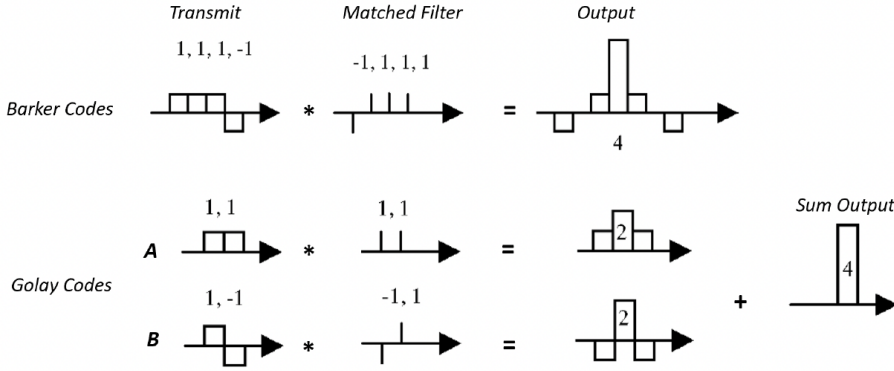 Transmit
Matched Filter
Output
1, 1, 1, -1
-1, 1, 1, 1
Barker Codes
*
=
4
Sum Output
1, 1
1, 1
A
*
=
2
4
Golay Codes
1, -1
-1, 1
+
B
*
=
2